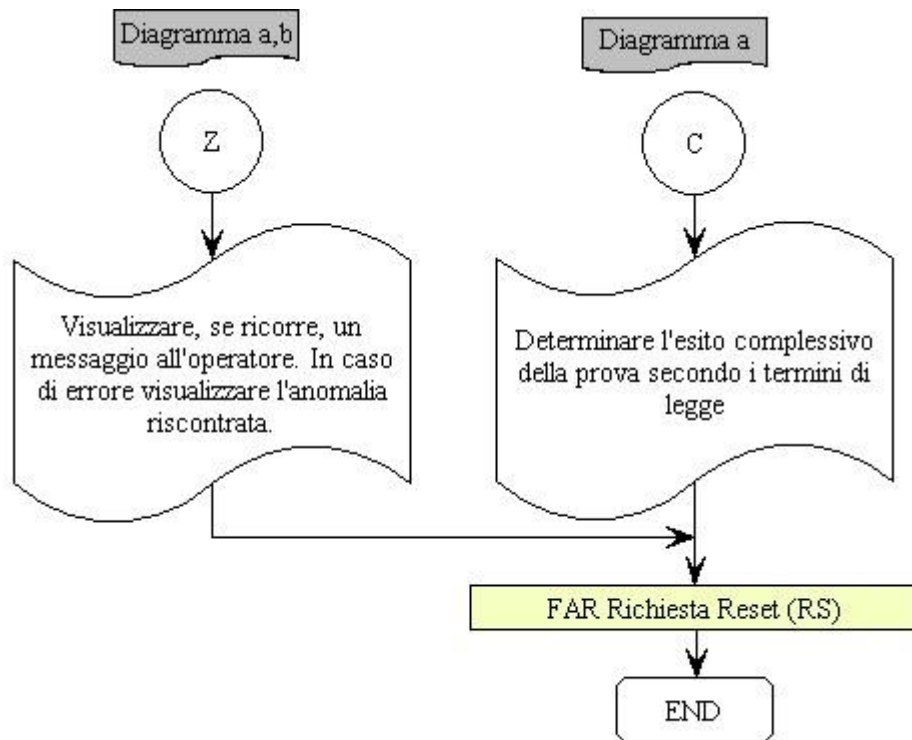 Diagramma a,b
Diagramma a
Z
C
Visualizzare, se ricorre, un
messaggio all'operatore. In caso
di errore visualizzare l'anomalia
riscontrata.
Determinare l'esito complessivo
della prova secondo i termini di
legge
FAR Richiesta Reset (RS)
END